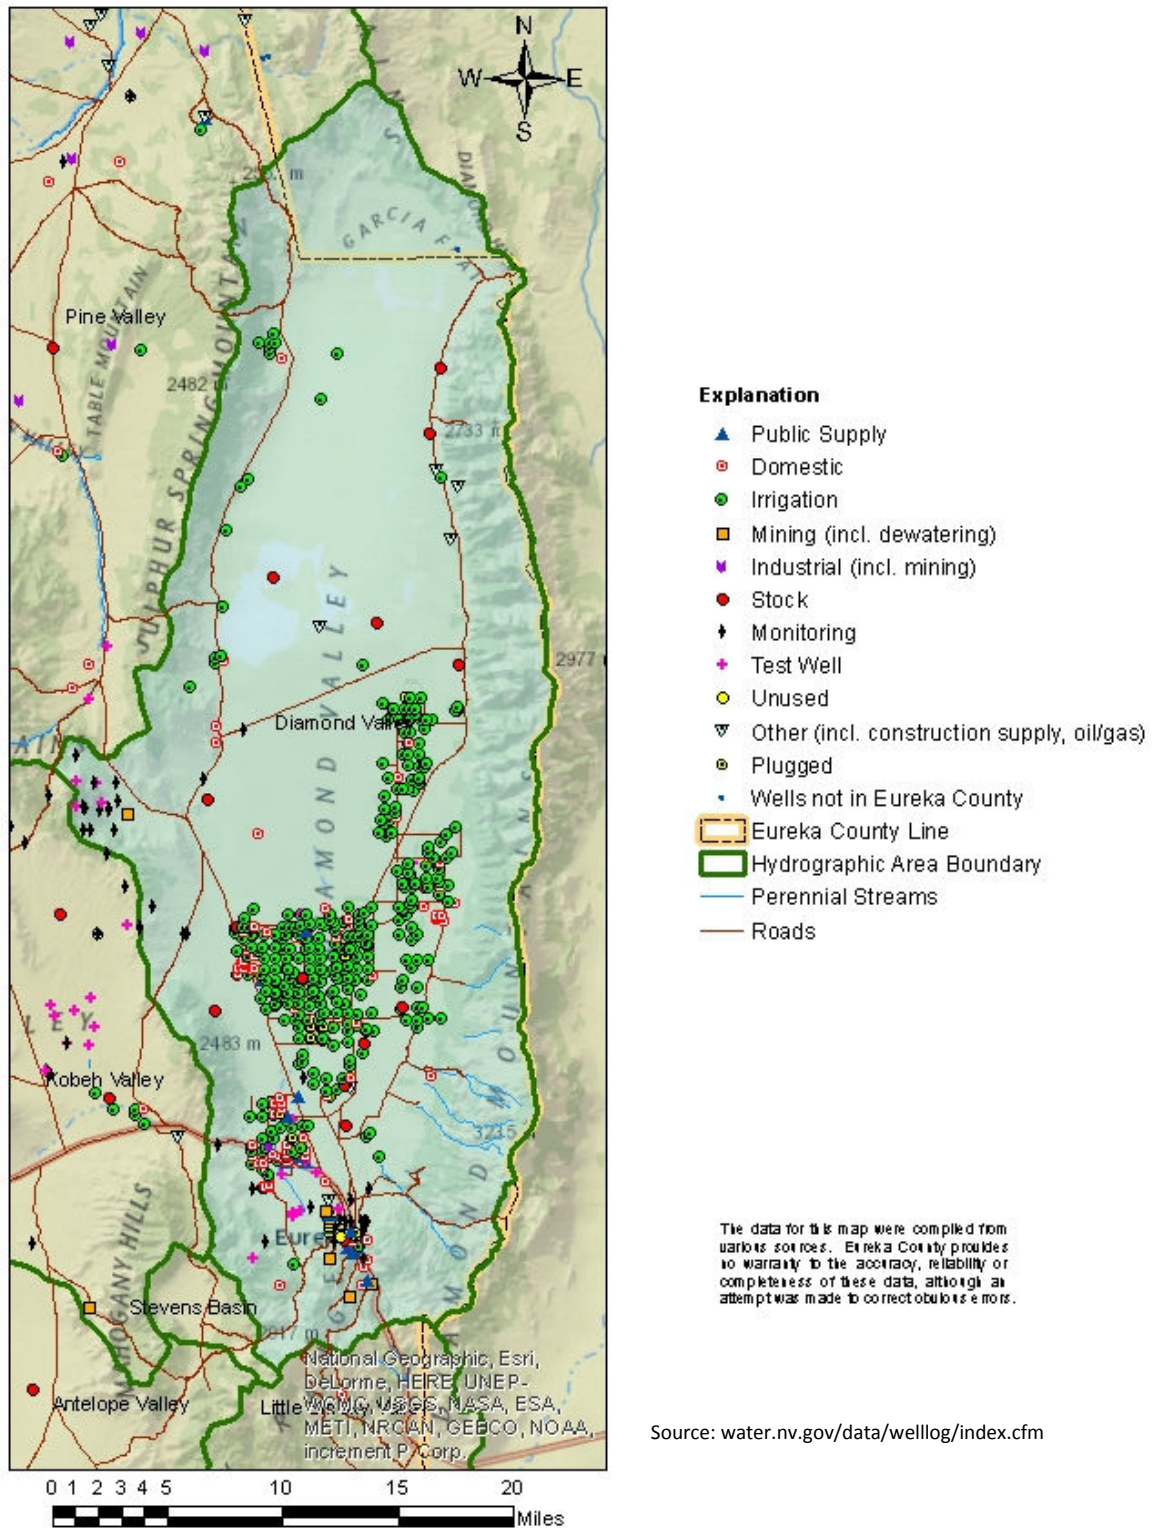 N
W E
S
GARCIA FLAT
Pine Valley
TABLE MOUNTAIN
2482 m
SULPHUR SPRING MOUNTAIN
2733 ft
2977
DIAMOND VALLEY
Diamond Valley
2483 m
LEY
Kobeh Valley
3235
DIAMOND MOUN
MAHOGANY HILLS
Stevens Basin
Antelope Valley
National Geographic, Esri,
DeLorme, HERE, UNEP-
WCMC, USGS, NASA, ESA,
METI, NRCAN, GEBCO, NOAA,
increment P Corp.
0 1 2 3 4 5 10 15 20
Miles
Explanation
Public Supply
Domestic
Irrigation
Mining (incl. dewatering)
Industrial (incl. mining)
Stock
Monitoring
Test Well
Unused
Other (incl. construction supply, oil/gas)
Plugged
Wells not in Eureka County
Eureka County Line
Hydrographic Area Boundary
Perennial Streams
Roads
The data for this map were compiled from
various sources. Eureka County provides
no warranty to the accuracy, reliability or
completeness of these data, although an
attempt was made to correct obvious errors.
Source: water.nv.gov/data/welllog/index.cfm